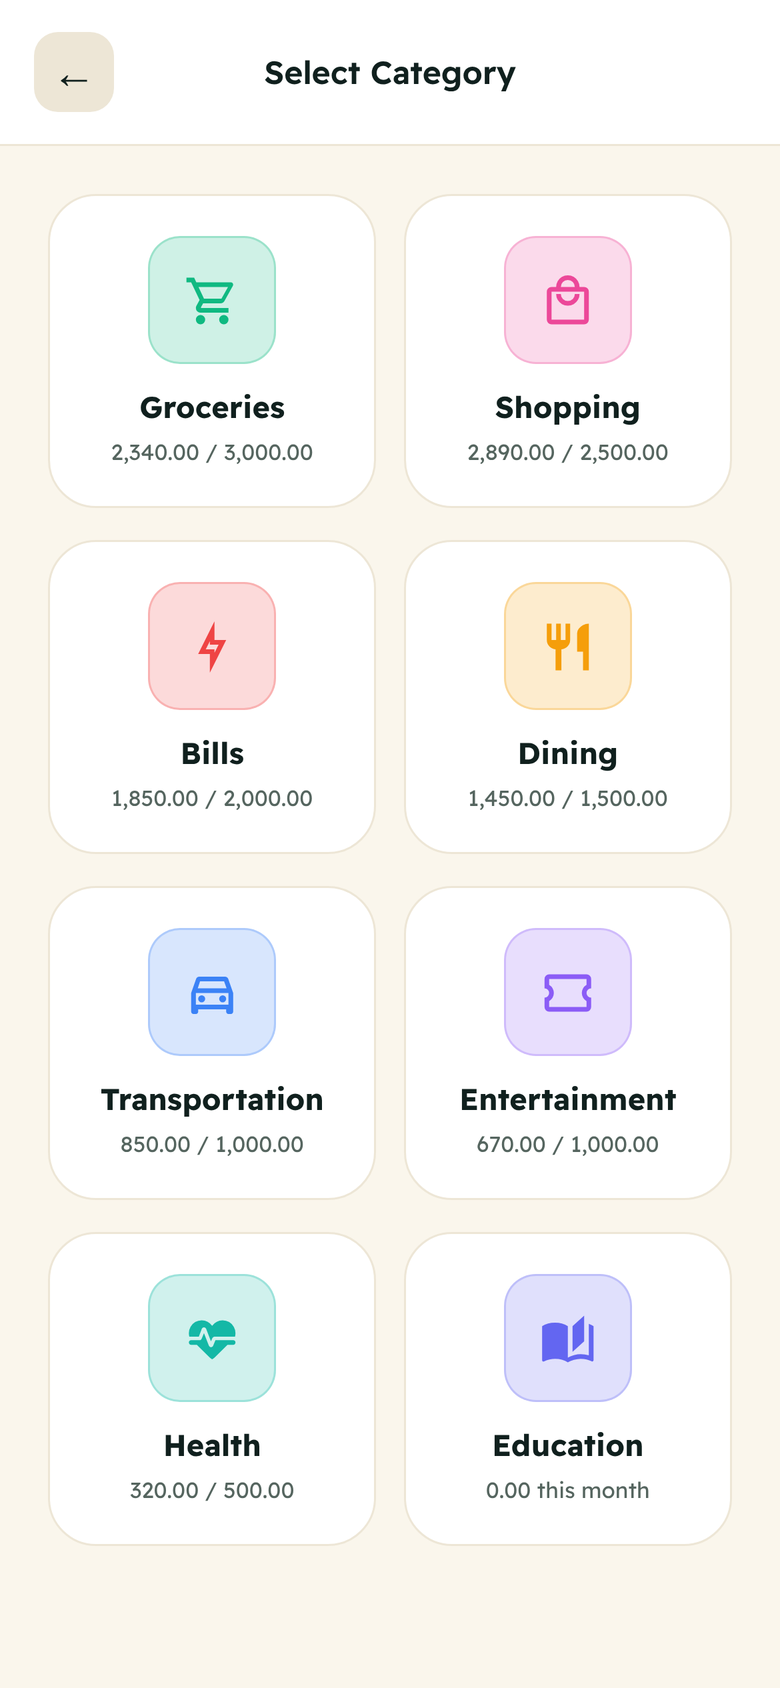 ←
Select Category
Groceries
2,340.00 / 3,000.00
Shopping
2,890.00 / 2,500.00
Bills
1,850.00 / 2,000.00
Dining
1,450.00 / 1,500.00
Transportation
850.00 / 1,000.00
Entertainment
670.00 / 1,000.00
Health
320.00 / 500.00
Education
0.00 this month